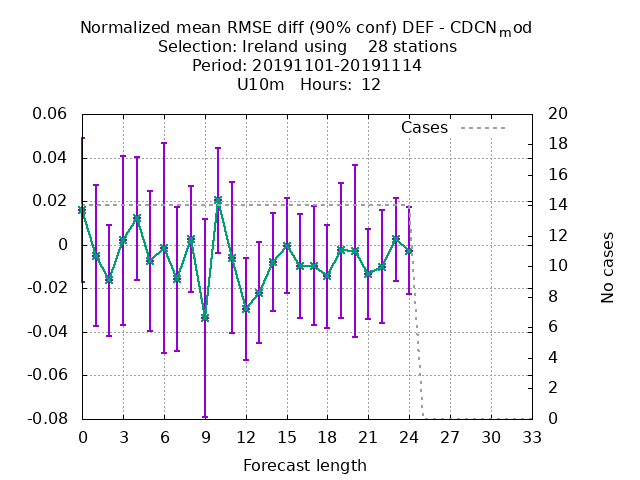 Normalized mean RMSE diff (90% conf) DEF - CDCNmod
Selection: Ireland using 28 stations
Period: 20191101-20191114
U10m Hours: 12
Cases
0.06
0.04
0.02
0
-0.02
-0.04
-0.06
-0.08
20
18
16
14
12
10
8
6
4
2
0
No cases
0 3 6 9 12 15 18 21 24 27 30 33
Forecast length